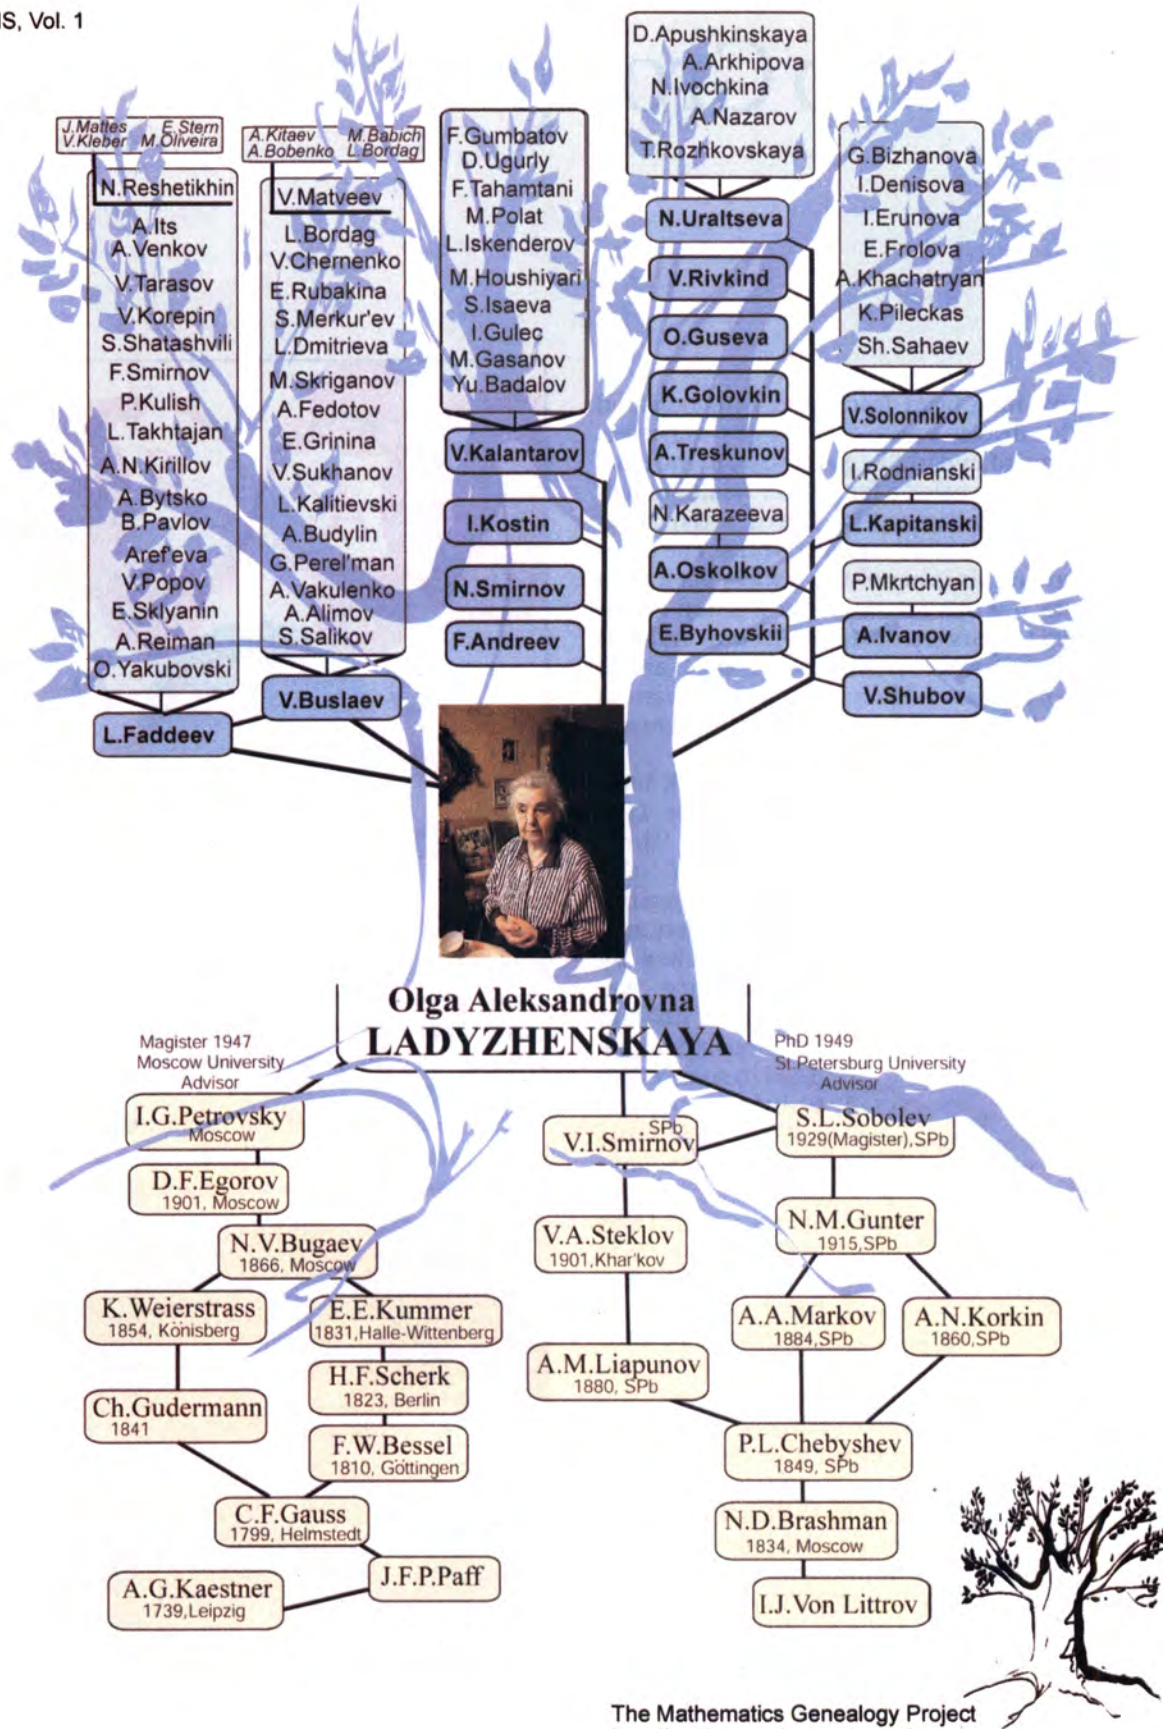 IS, Vol. 1
J.Mattes E.Stern
V.Kleber M.Oliveira
N.Reshetikhin
A.Its
A.Venkov
V.Tarasov
V.Korepin
S.Shatashvili
F.Smirnov
P.Kulish
L.Takhtajan
A.N.Kirillov
A.Bytsko
B.Pavlov
Aref'eva
V.Popov
E.Sklyanin
A.Reiman
O.Yakubovski
L.Faddeev
A.Kitaev M.Babich
A.Bobenko L.Bordag
V.Matveev
L.Bordag
V.Chernenko
E.Rubakina
S.Merkur'ev
L.Dmitrieva
M.Skriganov
A.Fedotov
E.Grinina
V.Sukhanov
L.Kalitievski
A.Budylin
G.Perel'man
A.Vakulenko
A.Alimov
S.Salikov
V.Buslaev
F.Gumbatov
D.Ugurly
F.Tahamtani
M.Polat
L.Iskenderov
M.Houshiyari
S.Isaeva
I.Gulec
M.Gasanov
Yu.Badalov
V.Kalantarov
I.Kostin
N.Smirnov
F.Andreev
D.Apushkinskaya
A.Arkhipova
N.Ivochkina
A.Nazarov
T.Rozhkovskaya
N.Uraltseva
V.Rivkind
O.Guseva
K.Golovkin
A.Treskunov
N.Karazeeva
A.Oskolkov
E.Byhovskii
G.Bizhanova
I.Denisova
I.Erunova
E.Frolova
A.Khachatryan
K.Pileckas
Sh.Sahaev
V.Solonnikov
I.Rodnianski
L.Kapitanski
P.Mkrtchyan
A.Ivanov
V.Shubov
Olga Aleksandrovna
LADYZHENSKAYA
Magister 1947
Moscow University
Advisor
PhD 1949
St.Petersburg University
Advisor
I.G.Petrovsky
Moscow
D.F.Egorov
1901, Moscow
N.V.Bugaev
1866, Moscow
K.Weierstrass
1854, Könisberg
E.E.Kummer
1831,Halle-Wittenberg
H.F.Scherk
1823, Berlin
Ch.Gudermann
1841
F.W.Bessel
1810, Göttingen
C.F.Gauss
1799, Helmstedt
J.F.P.Paff
A.G.Kaestner
1739,Leipzig
SPb
V.I.Smirnov
S.L.Sobolev
1929(Magister),SPb
V.A.Steklov
1901,Khar'kov
N.M.Gunter
1915,SPb
A.A.Markov
1884,SPb
A.N.Korkin
1860,SPb
A.M.Liapunov
1880, SPb
P.L.Chebyshev
1849, SPb
N.D.Brashman
1834, Moscow
I.J.Von Littrov
The Mathematics Genealogy Project